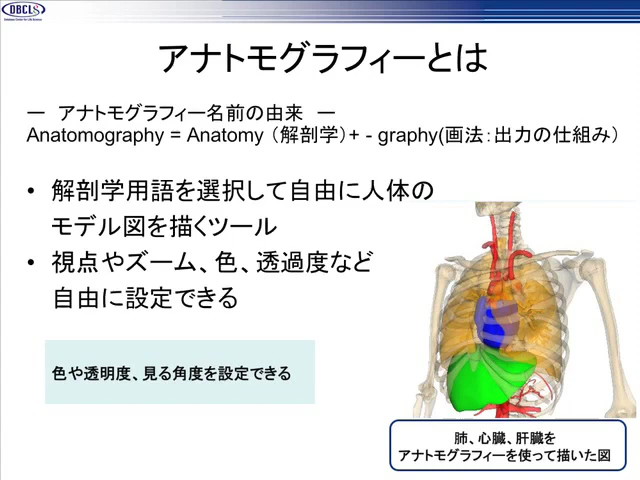 DBCLS
アナトモグラフィーとは
ー アナトモグラフィー名前の由来 ー
Anatomography = Anatomy （解剖学）+ - graphy(画法：出力の仕組み）
• 解剖学用語を選択して自由に人体の
モデル図を描くツール
• 視点やズーム、色、透過度など
自由に設定できる
色や透明度、見る角度を設定できる
肺、心臓、肝臓を
アナトモグラフィーを使って描いた図